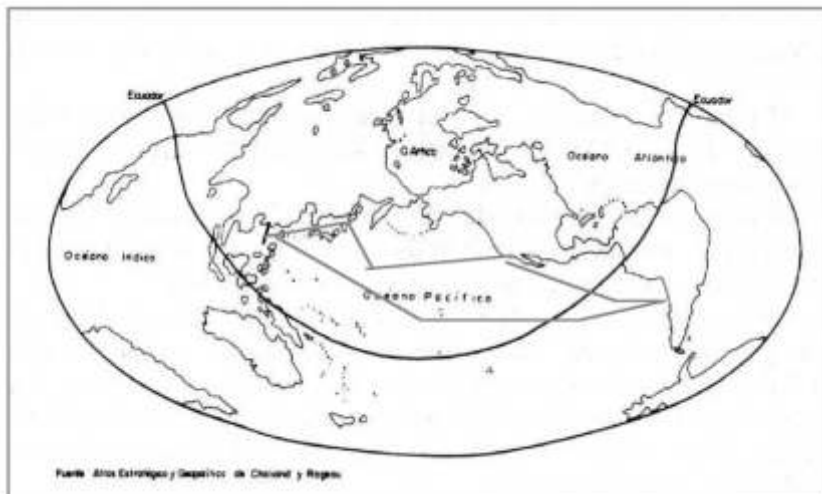 Ecuador
Ecuador
O Artico
Océano Atlántico
Océano Indico
Océano Pacífico
Fuente Atlas Estratégico y Geopolítico de Chaliand y Rageau